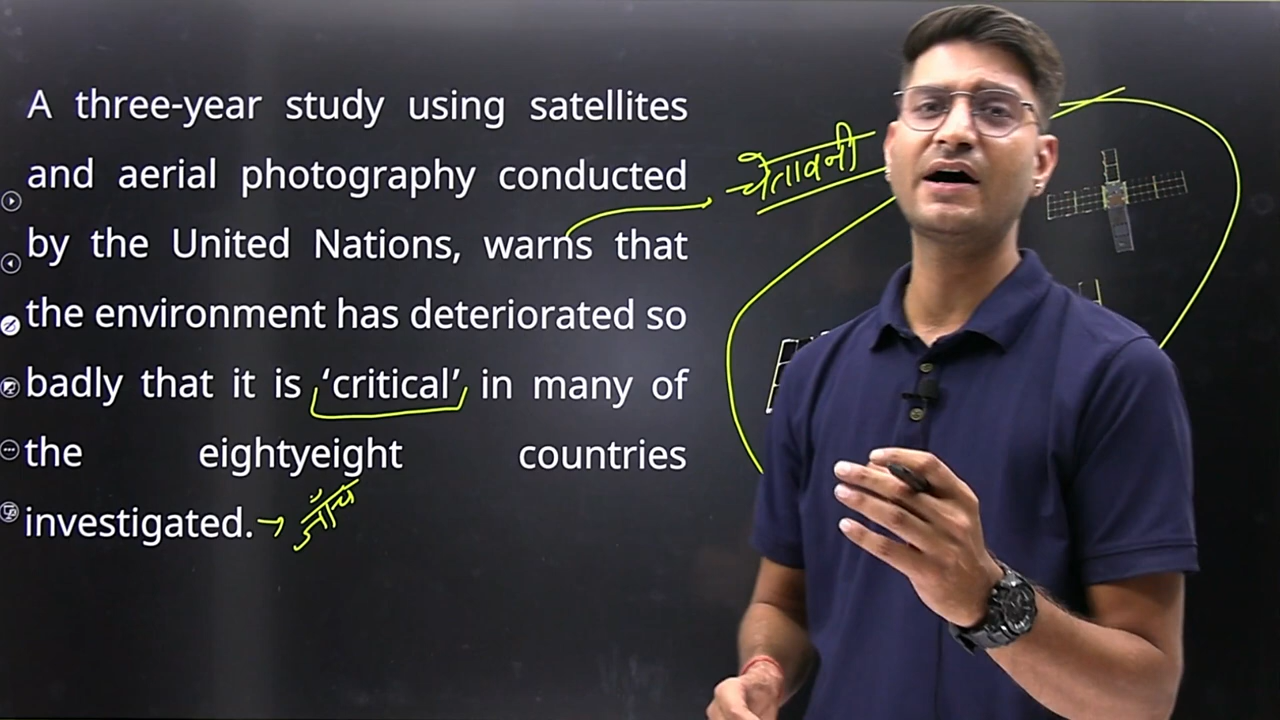 A three-year study using satellites
and aerial photography conducted
by the United Nations, warns that
the environment has deteriorated so
badly that it is ‘critical’ in many of
the eightyeight countries
investigated. → जाँच
चेतावनी